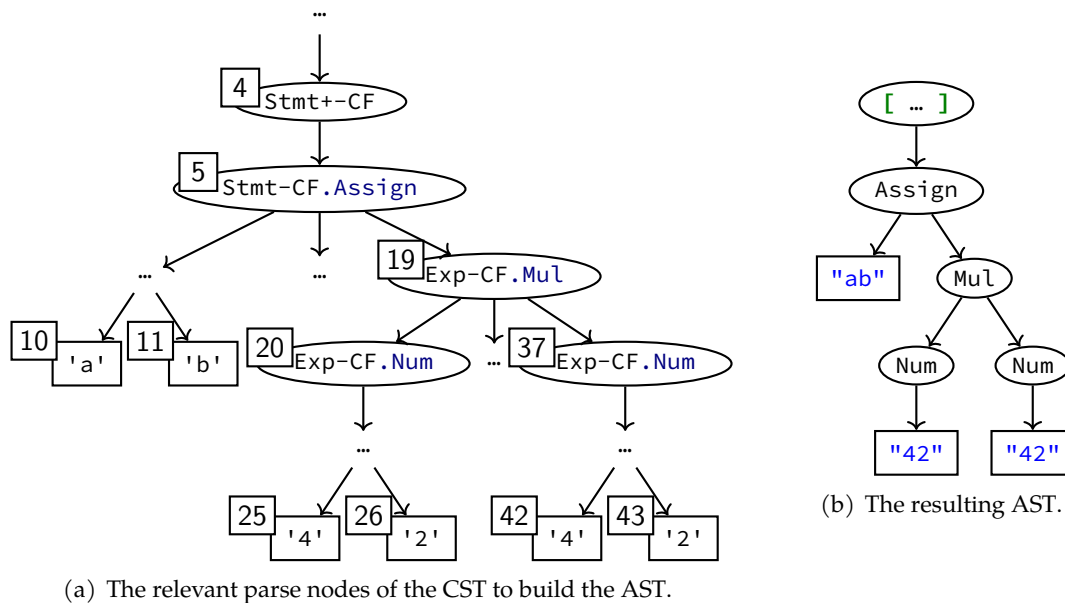 …
4 Stmt+-CF
[ … ]
5 Stmt-CF.Assign
Assign
… … 19 Exp-CF.Mul
"ab" Mul
10 'a' 11 'b' 20 Exp-CF.Num … 37 Exp-CF.Num
Num Num
… …
"42" "42"
25 '4' 26 '2' 42 '4' 43 '2'
(b) The resulting AST.
(a) The relevant parse nodes of the CST to build the AST.